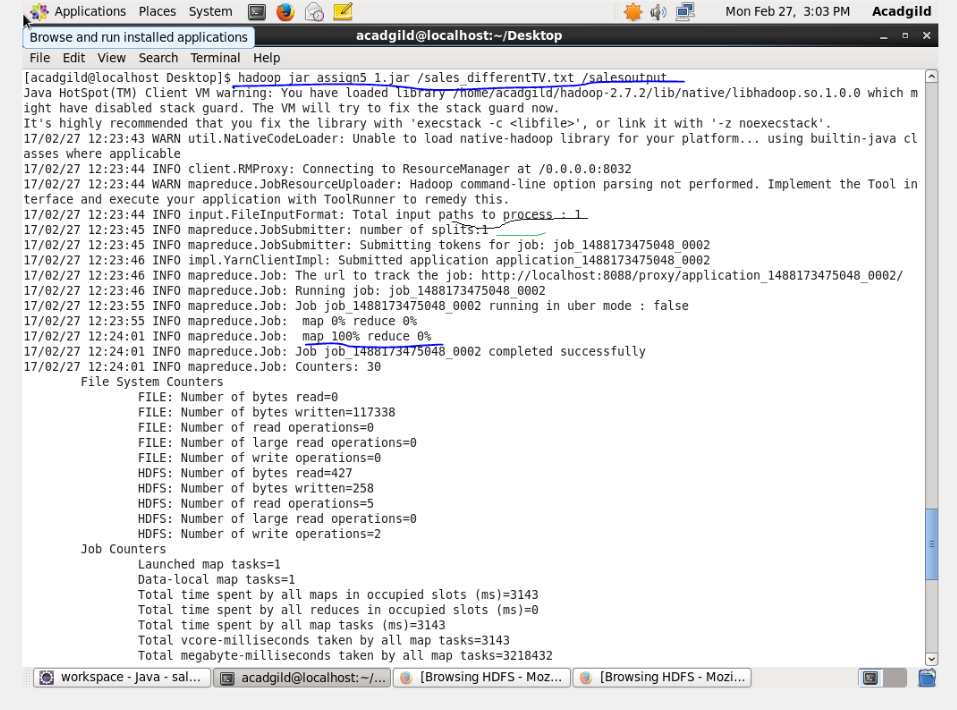 Applications Places System Mon Feb 27, 3:03 PM Acadgild
Browse and run installed applications
acadgild@localhost:~/Desktop
File Edit View Search Terminal Help
[acadgild@localhost Desktop]$ hadoop jar assign5_1.jar /sales_differentTV.txt /salesoutput
Java HotSpot(TM) Client VM warning: You have loaded library /home/acadgild/hadoop-2.7.2/lib/native/libhadoop.so.1.0.0 which m
ight have disabled stack guard. The VM will try to fix the stack guard now.
It's highly recommended that you fix the library with 'execstack -c <libfile>', or link it with '-z noexecstack'.
17/02/27 12:23:43 WARN util.NativeCodeLoader: Unable to load native-hadoop library for your platform... using builtin-java cl
asses where applicable
17/02/27 12:23:44 INFO client.RMProxy: Connecting to ResourceManager at /0.0.0.0:8032
17/02/27 12:23:44 WARN mapreduce.JobResourceUploader: Hadoop command-line option parsing not performed. Implement the Tool in
terface and execute your application with ToolRunner to remedy this.
17/02/27 12:23:44 INFO input.FileInputFormat: Total input paths to process : 1
17/02/27 12:23:45 INFO mapreduce.JobSubmitter: number of splits:1
17/02/27 12:23:45 INFO mapreduce.JobSubmitter: Submitting tokens for job: job_1488173475048_0002
17/02/27 12:23:46 INFO impl.YarnClientImpl: Submitted application application_1488173475048_0002
17/02/27 12:23:46 INFO mapreduce.Job: The url to track the job: http://localhost:8088/proxy/application_1488173475048_0002/
17/02/27 12:23:46 INFO mapreduce.Job: Running job: job_1488173475048_0002
17/02/27 12:23:55 INFO mapreduce.Job: Job job_1488173475048_0002 running in uber mode : false
17/02/27 12:23:55 INFO mapreduce.Job:  map 0% reduce 0%
17/02/27 12:24:01 INFO mapreduce.Job:  map 100% reduce 0%
17/02/27 12:24:01 INFO mapreduce.Job: Job job_1488173475048_0002 completed successfully
17/02/27 12:24:01 INFO mapreduce.Job: Counters: 30
File System Counters
FILE: Number of bytes read=0
FILE: Number of bytes written=117338
FILE: Number of read operations=0
FILE: Number of large read operations=0
FILE: Number of write operations=0
HDFS: Number of bytes read=427
HDFS: Number of bytes written=258
HDFS: Number of read operations=5
HDFS: Number of large read operations=0
HDFS: Number of write operations=2
Job Counters
Launched map tasks=1
Data-local map tasks=1
Total time spent by all maps in occupied slots (ms)=3143
Total time spent by all reduces in occupied slots (ms)=0
Total time spent by all map tasks (ms)=3143
Total vcore-milliseconds taken by all map tasks=3143
Total megabyte-milliseconds taken by all map tasks=3218432
workspace - Java - sal... acadgild@localhost:~/... [Browsing HDFS - Moz... [Browsing HDFS - Mozi...